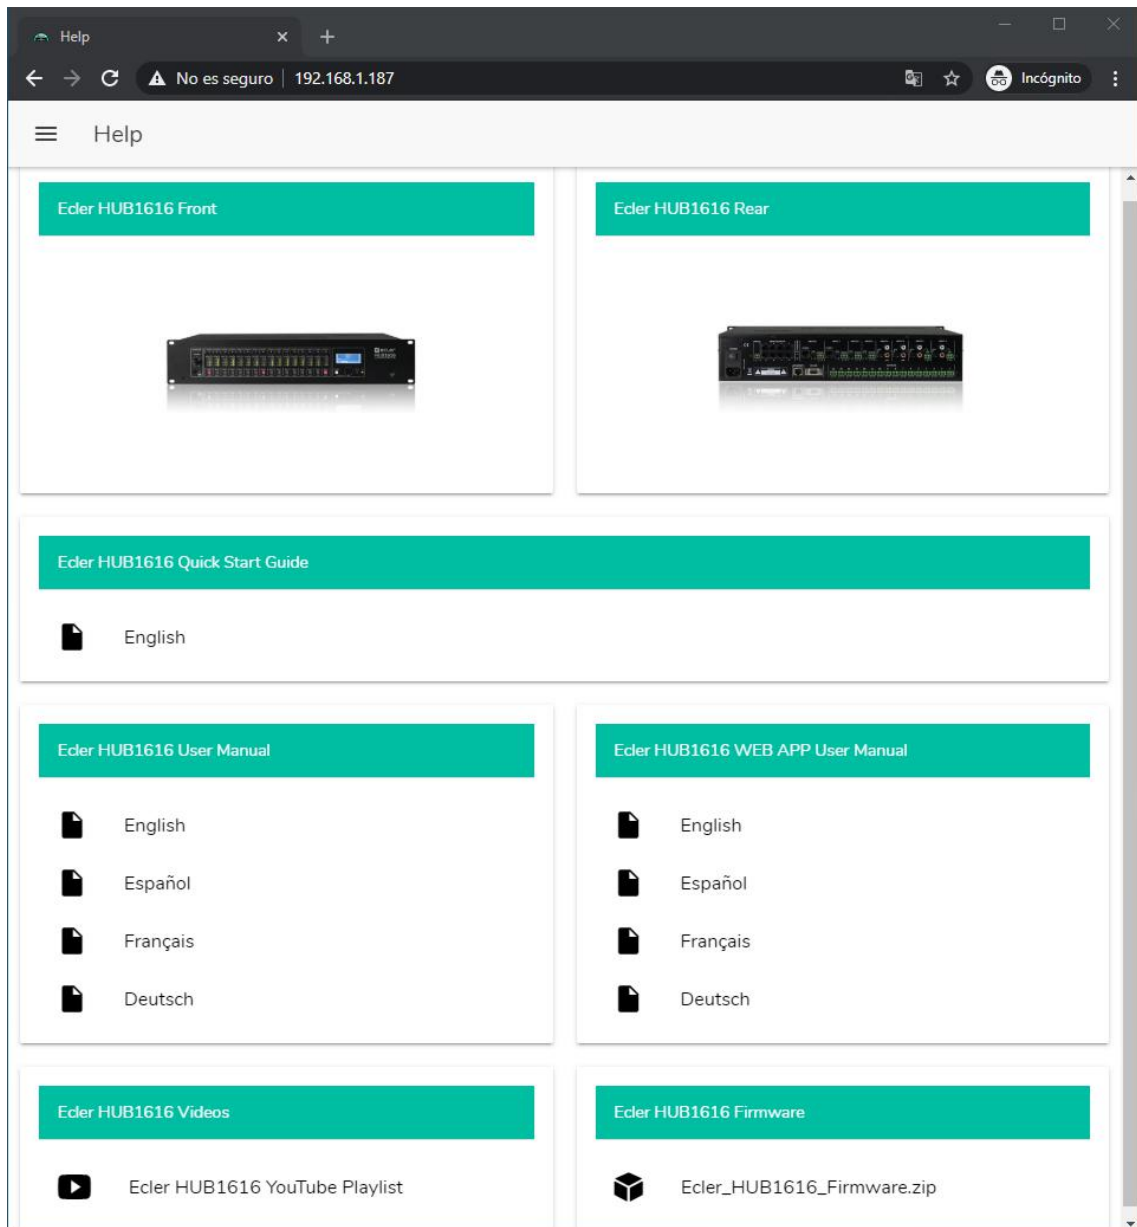 Help
No es seguro
192.168.1.187
Incógnito
Help
Ecler HUB1616 Front
Ecler HUB1616 Rear
Ecler HUB1616 Quick Start Guide
English
Ecler HUB1616 User Manual
English
Español
Français
Deutsch
Ecler HUB1616 WEB APP User Manual
English
Español
Français
Deutsch
Ecler HUB1616 Videos
Ecler HUB1616 YouTube Playlist
Ecler HUB1616 Firmware
Ecler_HUB1616_Firmware.zip